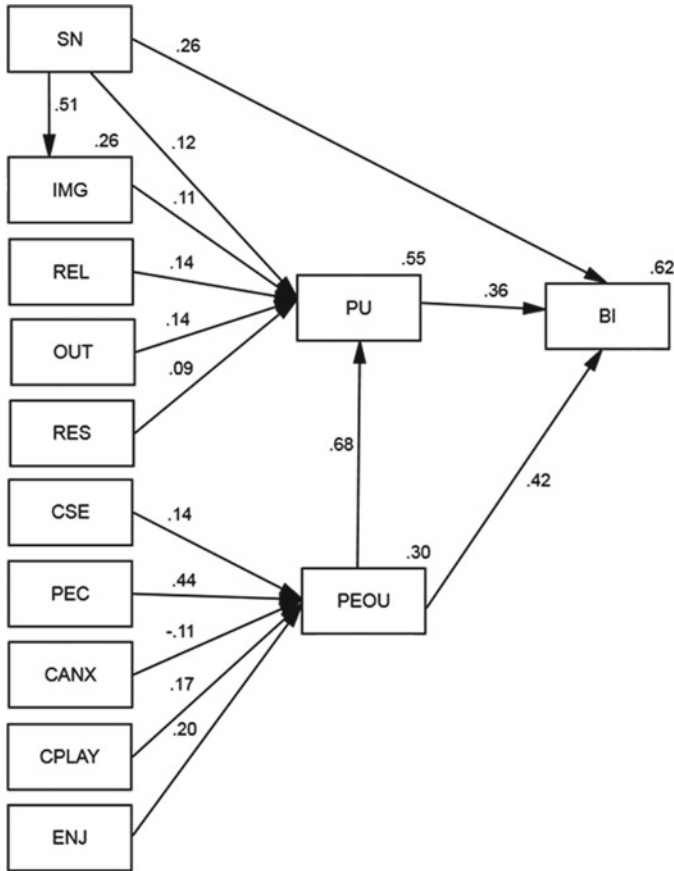 SN
.26
.51
.26
.12
IMG
.11
REL
.14
.55
.62
PU
.36
BI
OUT
.14
.09
RES
.68
CSE
.14
.42
.30
PEC
.44
PEOU
-.11
CANX
.17
.20
CPLAY
ENJ